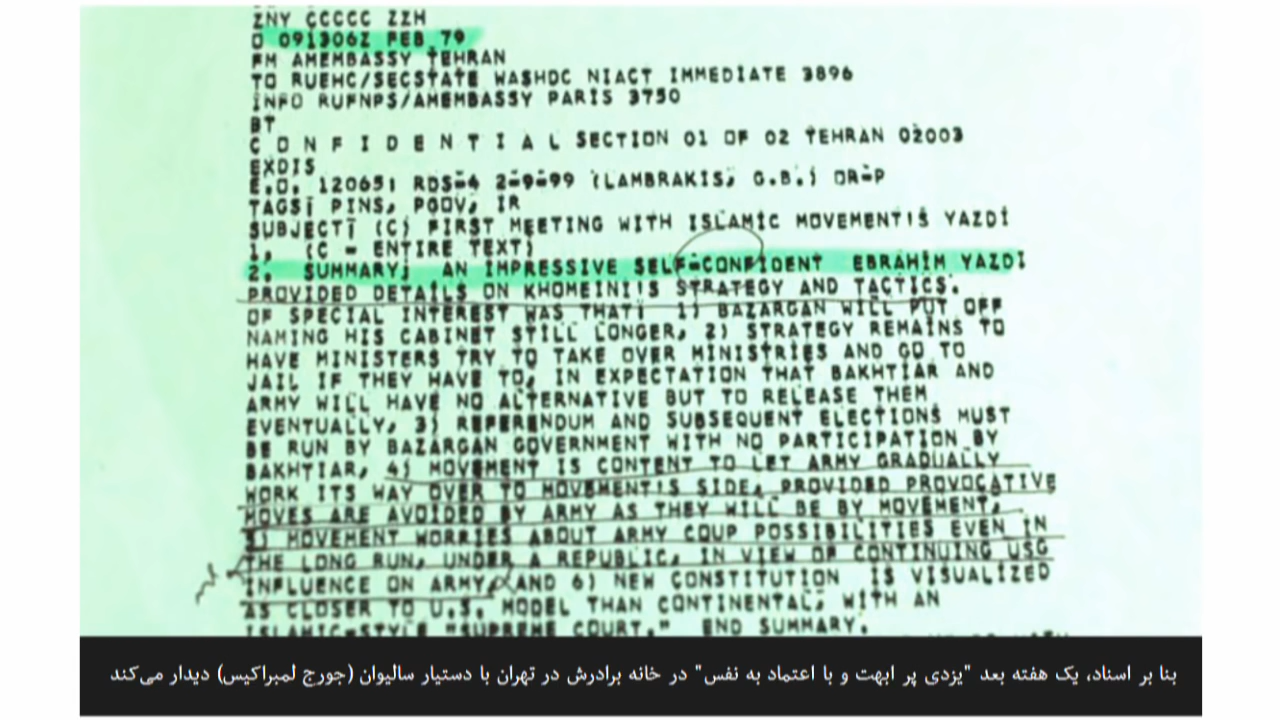 ZNY CCCCC ZZH
O 091306Z FEB 79
FM AMEMBASSY TEHRAN
TO RUEHC/SECSTATE WASHDC NIACT IMMEDIATE 3896
INFO RUFNPS/AMEMBASSY PARIS 3750
BT
C O N F I D E N T I A L SECTION 01 OF 02 TEHRAN 02003
EXDIS
E.O. 12065: RDS-4 2-9-99 (LAMBRAKIS, G.B.) OR-P
TAGS: PINS, PGOV, IR
SUBJECT: (C) FIRST MEETING WITH ISLAMIC MOVEMENT'S YAZDI
1. (C - ENTIRE TEXT)
2. SUMMARY: AN IMPRESSIVE SELF-CONFIDENT EBRAHIM YAZDI
PROVIDED DETAILS ON KHOMEINI'S STRATEGY AND TACTICS.
OF SPECIAL INTEREST WAS THAT: 1) BAZARGAN WILL PUT OFF
NAMING HIS CABINET STILL LONGER, 2) STRATEGY REMAINS TO
HAVE MINISTERS TRY TO TAKE OVER MINISTRIES AND GO TO
JAIL IF THEY HAVE TO, IN EXPECTATION THAT BAKHTIAR AND
ARMY WILL HAVE NO ALTERNATIVE BUT TO RELEASE THEM
EVENTUALLY, 3) REFERENDUM AND SUBSEQUENT ELECTIONS MUST
BE RUN BY BAZARGAN GOVERNMENT WITH NO PARTICIPATION BY
BAKHTIAR, 4) MOVEMENT IS CONTENT TO LET ARMY GRADUALLY
WORK ITS WAY OVER TO MOVEMENT'S SIDE, PROVIDED PROVOCATIVE
MOVES ARE AVOIDED BY ARMY AS THEY WILL BE BY MOVEMENT,
5) MOVEMENT WORRIES ABOUT ARMY COUP POSSIBILITIES EVEN IN
THE LONG RUN, UNDER A REPUBLIC, IN VIEW OF CONTINUING USG
INFLUENCE ON ARMY, AND 6) NEW CONSTITUTION IS VISUALIZED
AS CLOSER TO U.S. MODEL THAN CONTINENTAL, WITH AN
ISLAMIC-STYLE "SUPREME COURT." END SUMMARY.
بنا بر اسناد، یک هفته بعد "یزدی پر ابهت و با اعتماد به نفس" در خانه برادرش در تهران با دستیار سالیوان (جورج لمبراکیس) دیدار می‌کند